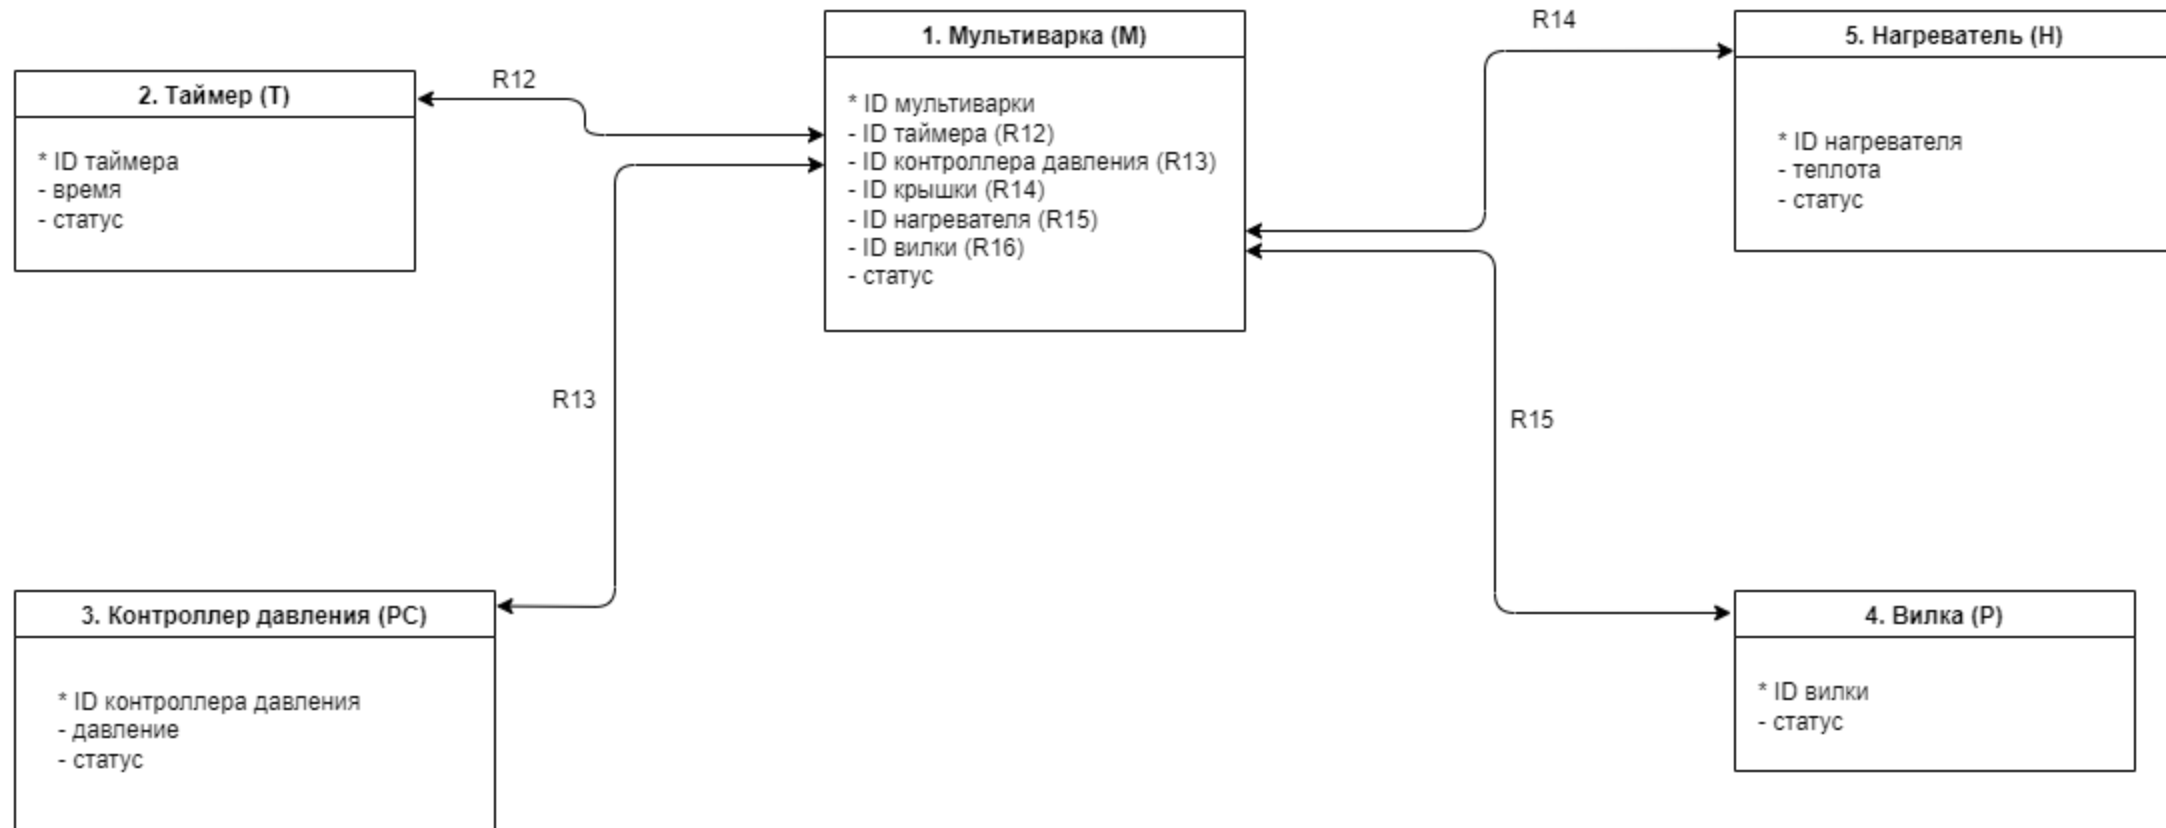 R14
1. Мультиварка (М)
5. Нагреватель (Н)
R12
2. Таймер (Т)
* ID мультиварки
- ID таймера (R12)
- ID контроллера давления (R13)
- ID крышки (R14)
- ID нагревателя (R15)
- ID вилки (R16)
- статус
* ID нагревателя
- теплота
- статус
* ID таймера
- время
- статус
R13
R15
3. Контроллер давления (PC)
4. Вилка (P)
* ID контроллера давления
- давление
- статус
* ID вилки
- статус